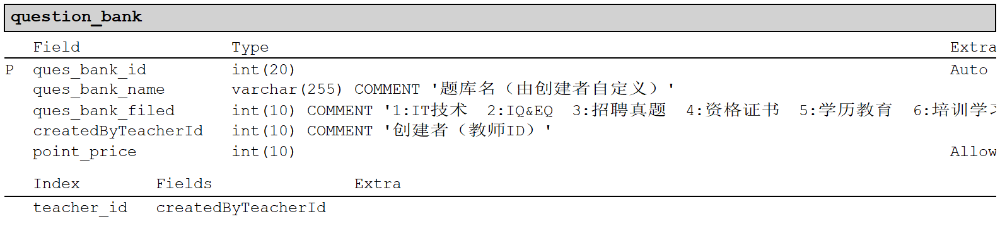 question_bank
Field Type Extra
P ques_bank_id int(20) Auto
ques_bank_name varchar(255) COMMENT '题库名（由创建者自定义）'
ques_bank_filed int(10) COMMENT '1:IT技术 2:IQ&EQ 3:招聘真题 4:资格证书 5:学历教育 6:培训学习
createdByTeacherId int(10) COMMENT '创建者（教师ID）'
point_price int(10) Allow
Index Fields Extra
teacher_id createdByTeacherId